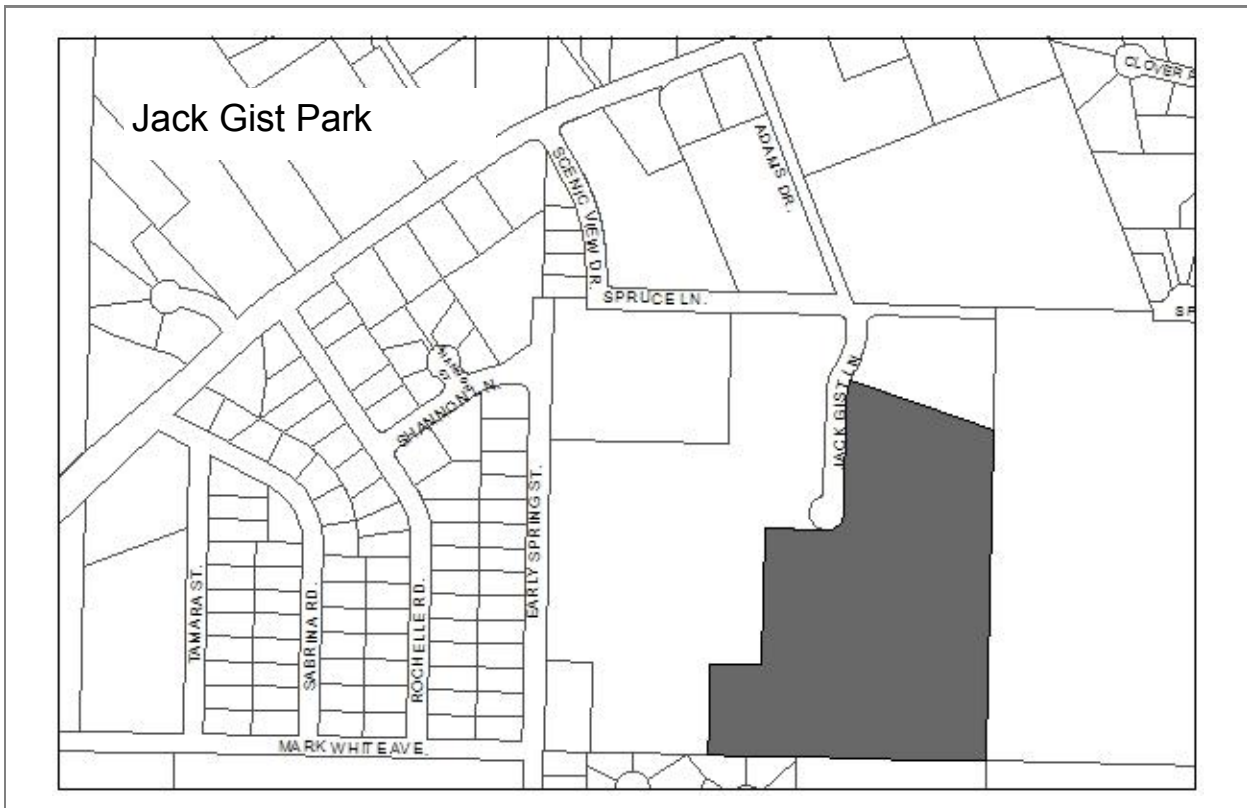 Jack Gist Park
CLOVER
SCENIC VIEW DR.
ADAMS DR.
SPRUCE LN.
JACK GIST LN
SHANNON LN.
EARLY SPRING ST.
TAMARA ST.
SABRINA RD.
ROCHELLE RD.
MARK WHITE AVE.